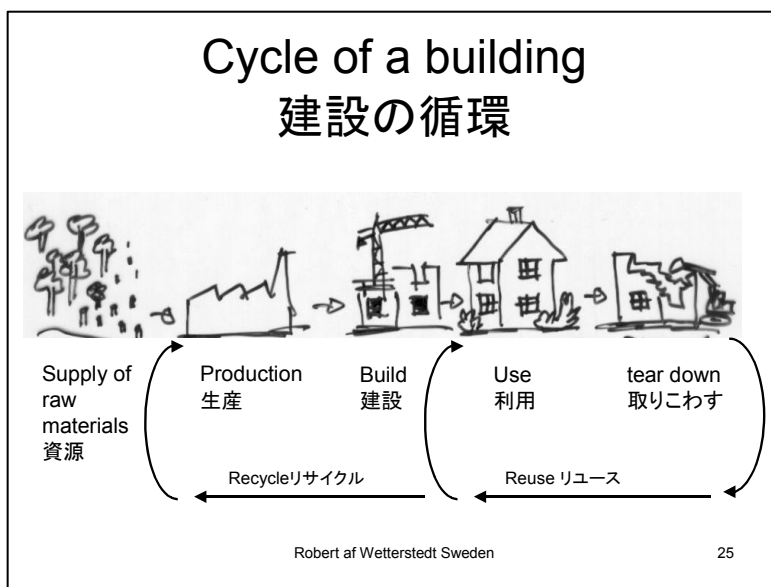 Cycle of a building
建設の循環
Supply of
raw
materials
資源
Production
生産
Build
建設
Use
利用
tear down
取りこわす
Recycleリサイクル
Reuse リユース
Robert af Wetterstedt Sweden
25